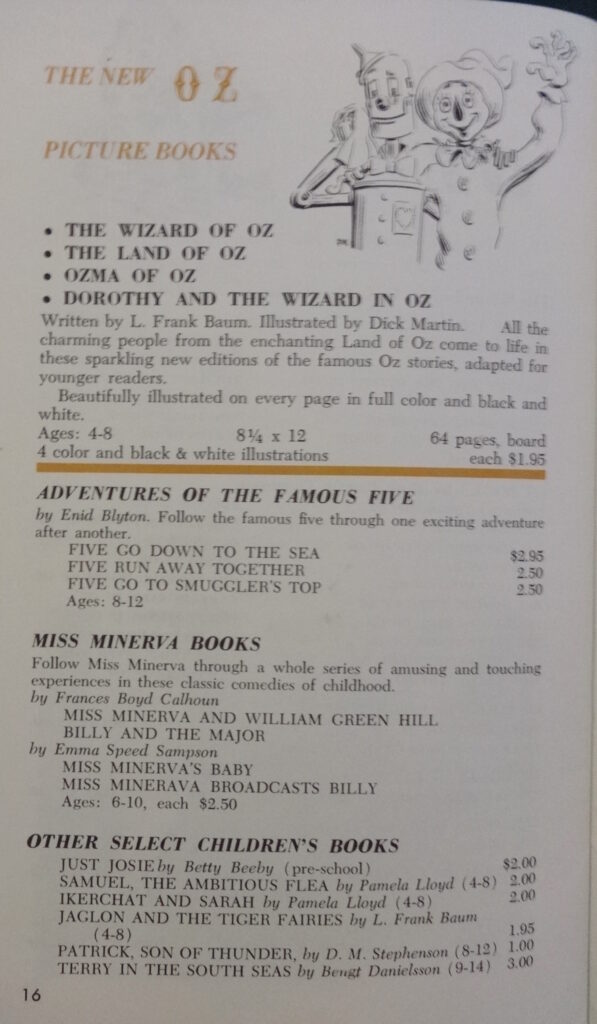 THE NEW OZ
PICTURE BOOKS
• THE WIZARD OF OZ
• THE LAND OF OZ
• OZMA OF OZ
• DOROTHY AND THE WIZARD IN OZ
Written by L. Frank Baum. Illustrated by Dick Martin. All the
charming people from the enchanting Land of Oz come to life in
these sparkling new editions of the famous Oz stories, adapted for
younger readers.
Beautifully illustrated on every page in full color and black and
white.
Ages: 4-8 8¼ x 12 64 pages, board
4 color and black & white illustrations each $1.95
ADVENTURES OF THE FAMOUS FIVE
by Enid Blyton. Follow the famous five through one exciting adventure
after another.
FIVE GO DOWN TO THE SEA $2.95
FIVE RUN AWAY TOGETHER 2.50
FIVE GO TO SMUGGLER'S TOP 2.50
Ages: 8-12
MISS MINERVA BOOKS
Follow Miss Minerva through a whole series of amusing and touching
experiences in these classic comedies of childhood.
by Frances Boyd Calhoun
MISS MINERVA AND WILLIAM GREEN HILL
BILLY AND THE MAJOR
by Emma Speed Sampson
MISS MINERVA'S BABY
MISS MINERAVA BROADCASTS BILLY
Ages: 6-10, each $2.50
OTHER SELECT CHILDREN'S BOOKS
JUST JOSIE by Betty Beeby (pre-school) $2.00
SAMUEL, THE AMBITIOUS FLEA by Pamela Lloyd (4-8) 2.00
IKERCHAT AND SARAH by Pamela Lloyd (4-8) 2.00
JAGLON AND THE TIGER FAIRIES by L. Frank Baum
(4-8) 1.95
PATRICK, SON OF THUNDER, by D. M. Stephenson (8-12) 1.00
TERRY IN THE SOUTH SEAS by Bengt Danielsson (9-14) 3.00
16